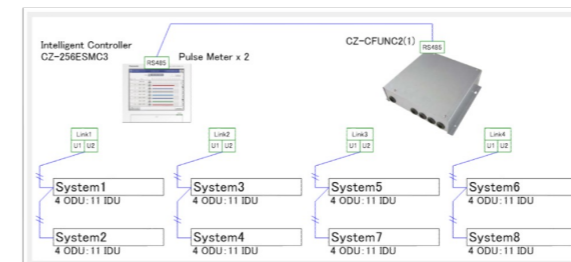 Intelligent Controller
CZ-256ESMC3
RS485
Pulse Meter x 2
CZ-CFUNC2(1)
RS485
Link1
U1 U2
Link2
U1 U2
Link3
U1 U2
Link4
U1 U2
System1
4 ODU:11 IDU
System3
4 ODU:11 IDU
System5
4 ODU:11 IDU
System6
4 ODU:11 IDU
System2
4 ODU:11 IDU
System4
4 ODU:11 IDU
System7
4 ODU:11 IDU
System8
4 ODU:11 IDU